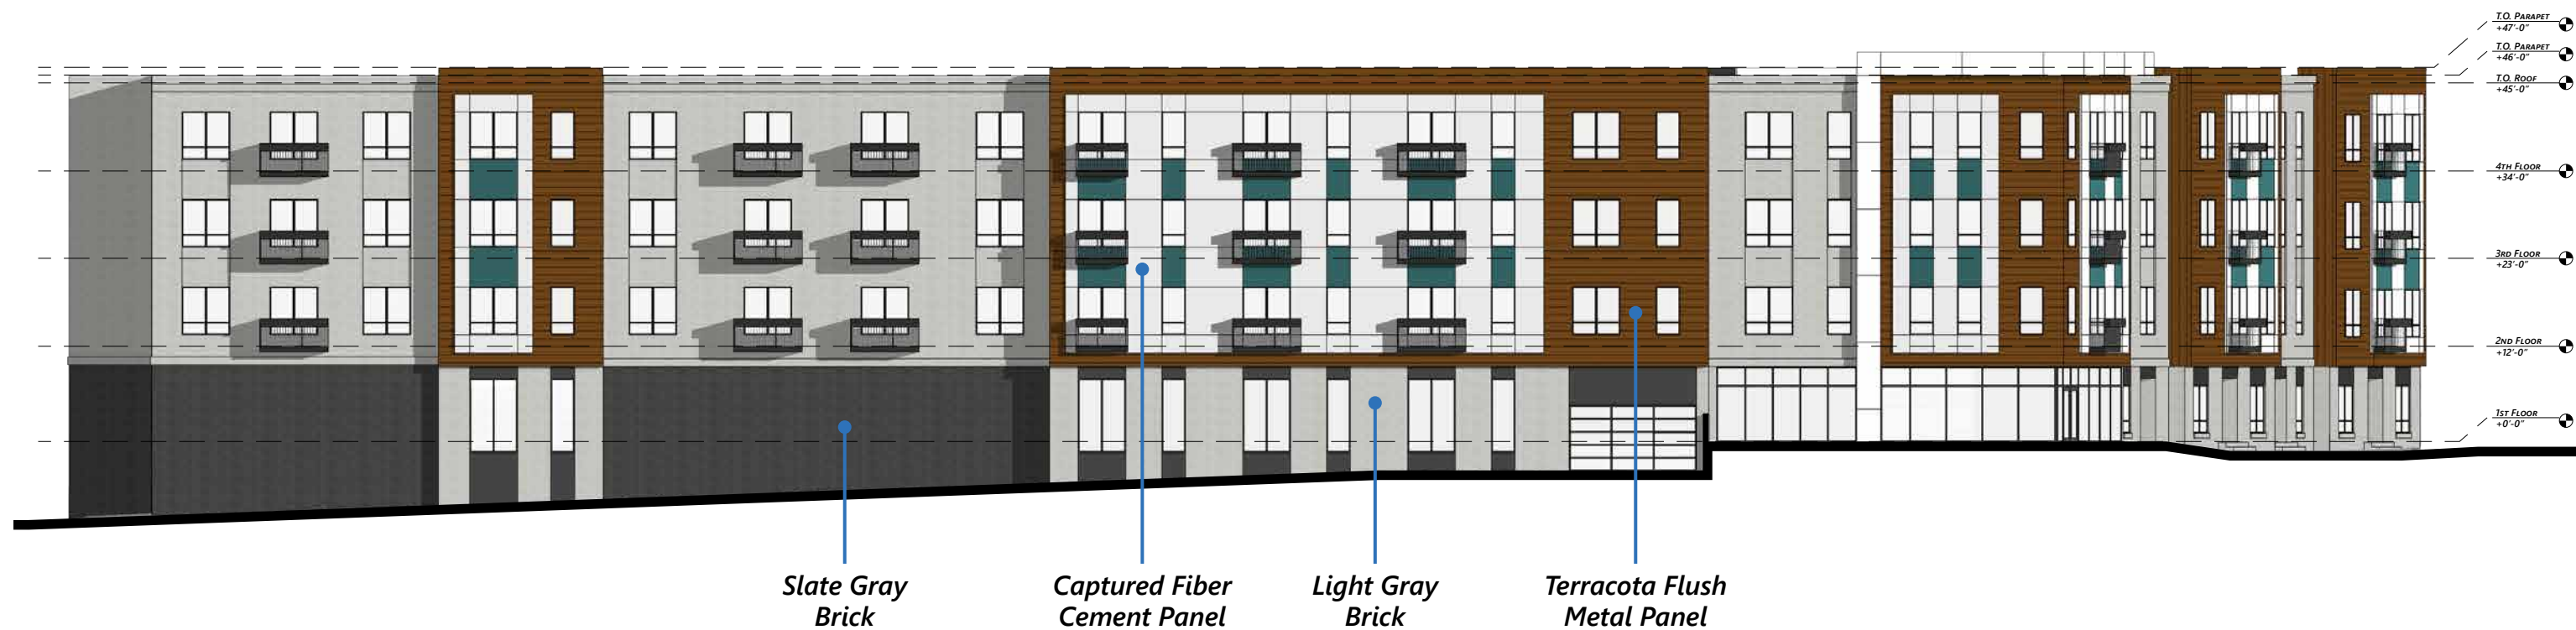 T.O. PARAPET
+47'-0"
T.O. PARAPET
+46'-0"
T.O. ROOF
+45'-0"
4TH FLOOR
+34'-0"
3RD FLOOR
+23'-0"
2ND FLOOR
+12'-0"
1ST FLOOR
+0'-0"
Slate Gray
Brick
Captured Fiber
Cement Panel
Light Gray
Brick
Terracota Flush
Metal Panel